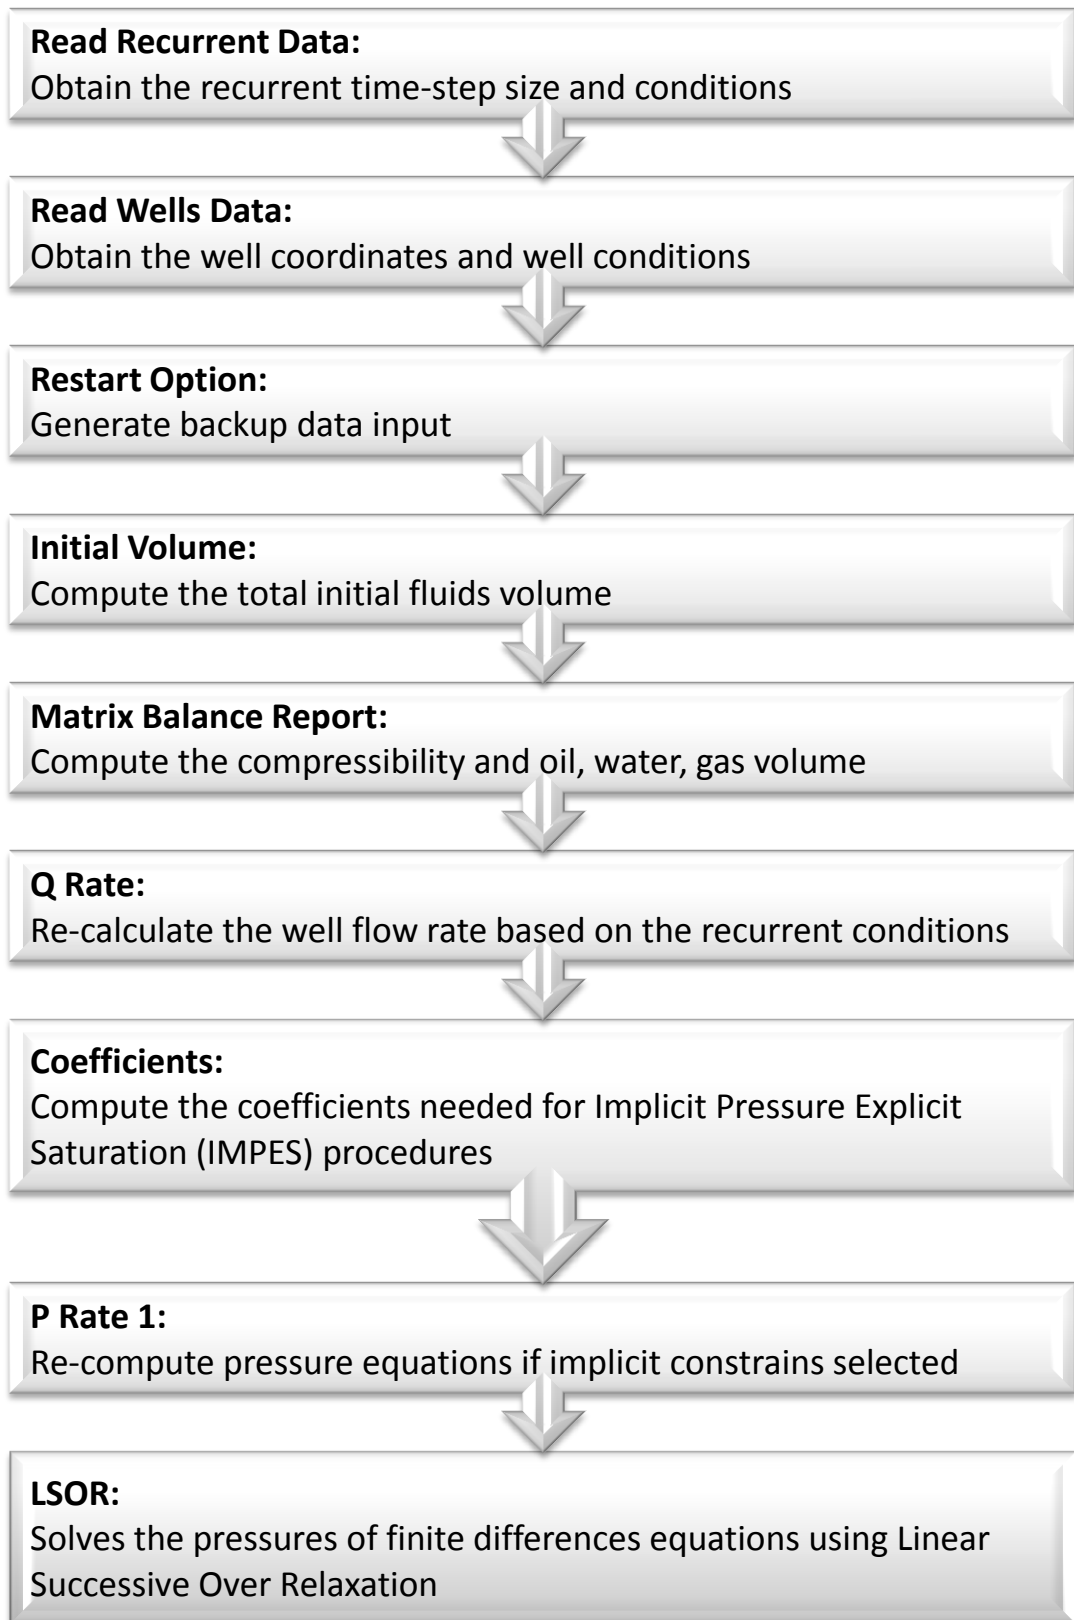 Read Recurrent Data:
Obtain the recurrent time-step size and conditions
Read Wells Data:
Obtain the well coordinates and well conditions
Restart Option:
Generate backup data input
Initial Volume:
Compute the total initial fluids volume
Matrix Balance Report:
Compute the compressibility and oil, water, gas volume
Q Rate:
Re-calculate the well flow rate based on the recurrent conditions
Coefficients:
Compute the coefficients needed for Implicit Pressure Explicit
Saturation (IMPES) procedures
P Rate 1:
Re-compute pressure equations if implicit constrains selected
LSOR:
Solves the pressures of finite differences equations using Linear
Successive Over Relaxation